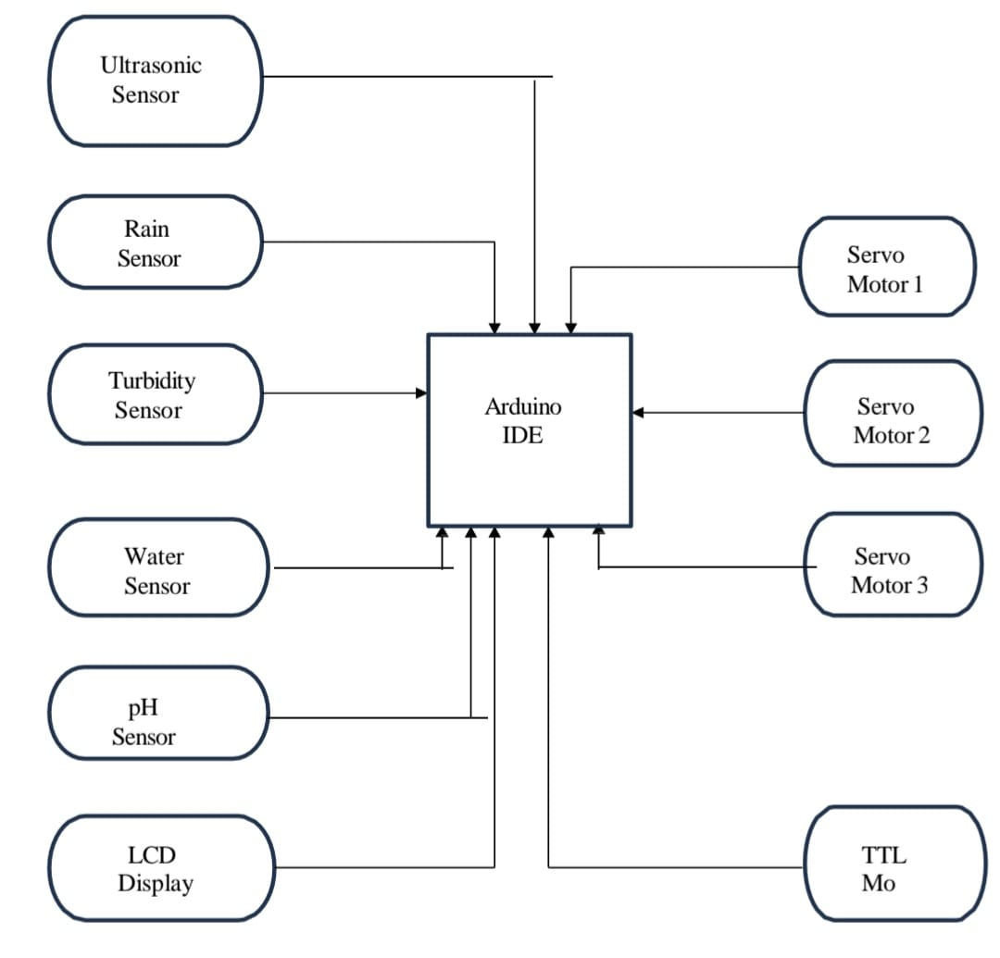 Ultrasonic
Sensor
Rain
Sensor
Turbidity
Sensor
Water
Sensor
pH
Sensor
LCD
Display
Arduino
IDE
Servo
Motor 1
Servo
Motor 2
Servo
Motor 3
TTL
Mo